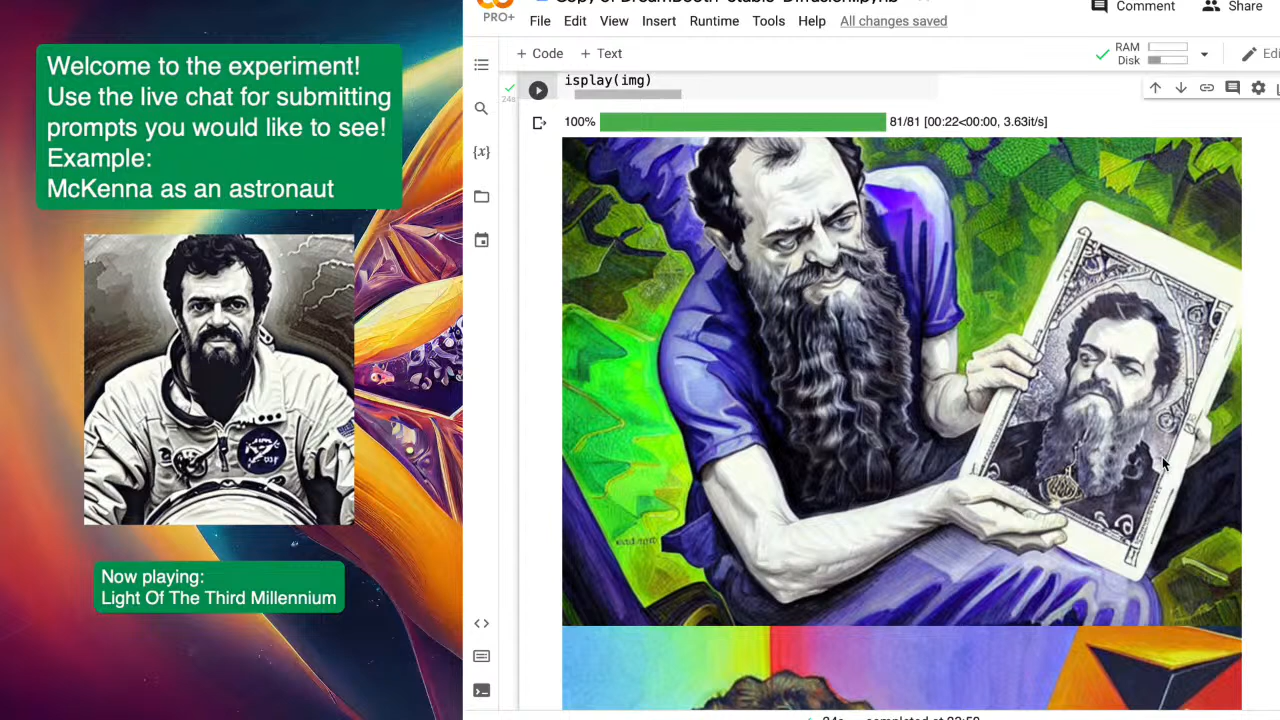 Welcome to the experiment!
Use the live chat for submitting
prompts you would like to see!
Example:
McKenna as an astronaut
Now playing:
Light Of The Third Millennium
PRO+
File Edit View Insert Runtime Tools Help All changes saved
Comment Share
+ Code + Text
RAM
Disk
Edi
isplay(img)
24s
{x}
100% 81/81 [00:22<00:00, 3.63it/s]